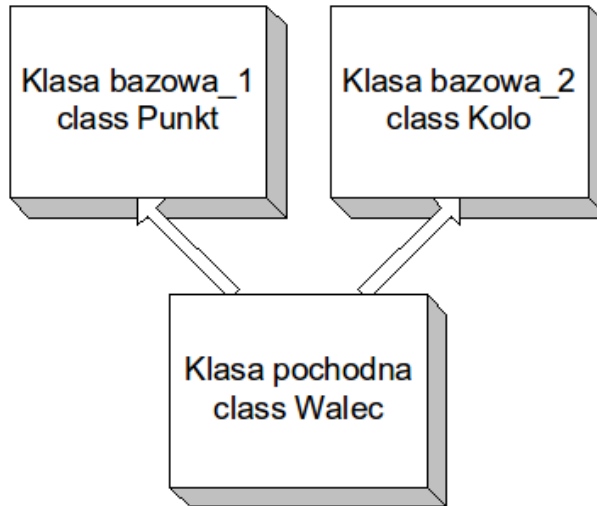 Klasa bazowa_1
class Punkt
Klasa bazowa_2
class Kolo
Klasa pochodna
class Walec